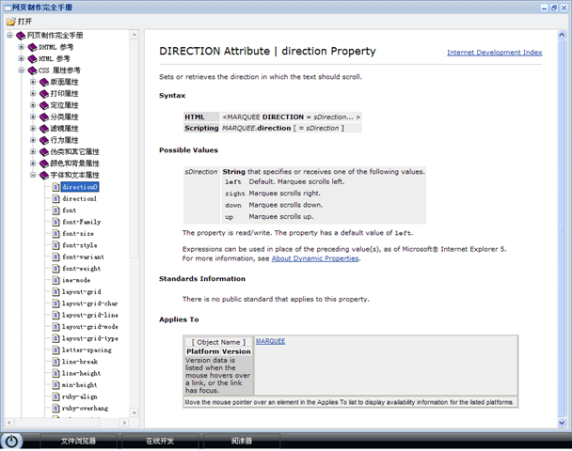 网页制作完全手册
打开
网页制作完全手册
DHTML 参考
HTML 参考
CSS 属性参考
版面属性
打印属性
定位属性
分类属性
滤镜属性
行为属性
伪类和其它属性
颜色和背景属性
字体和文本属性
direction0
direction1
font
font-Family
font-size
font-style
font-variant
font-weight
ime-mode
layout-grid
layout-grid-char
layout-grid-line
layout-grid-mode
layout-grid-type
letter-spacing
line-break
line-height
min-height
ruby-align
ruby-overhang
DIRECTION Attribute | direction Property
Internet Development Index
Sets or retrieves the direction in which the text should scroll.
Syntax
HTML <MARQUEE DIRECTION = sDirection... >
Scripting MARQUEE.direction [ = sDirection ]
Possible Values
sDirection String that specifies or receives one of the following values.
left Default. Marquee scrolls left.
right Marquee scrolls right.
down Marquee scrolls down.
up Marquee scrolls up.
The property is read/write. The property has a default value of left.
Expressions can be used in place of the preceding value(s), as of Microsoft® Internet Explorer 5.
For more information, see About Dynamic Properties.
Standards Information
There is no public standard that applies to this property.
Applies To
[ Object Name ] MARQUEE
Platform Version
Version data is
listed when the
mouse hovers over
a link, or the link
has focus.
Move the mouse pointer over an element in the Applies To list to display availability information for the listed platforms.
文件浏览器 在线开发 阅读器